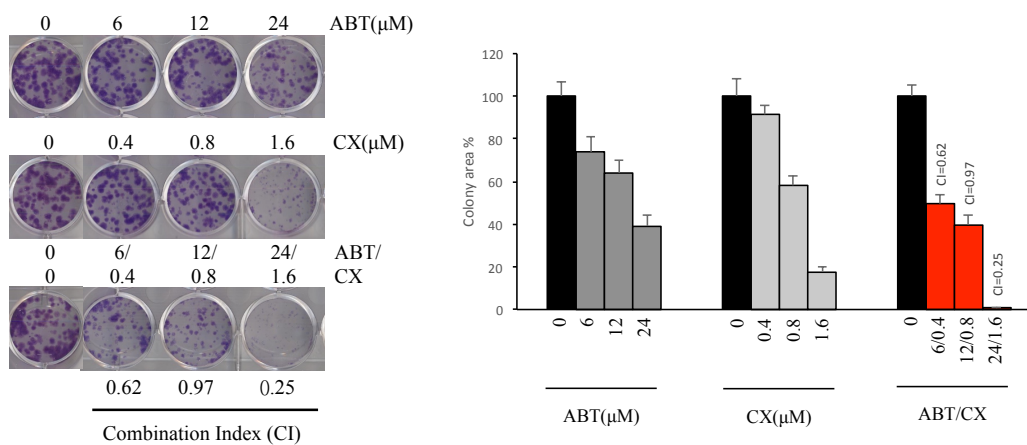 0 6 12 24 ABT(μM)
0 0.4 0.8 1.6 CX(μM)
0 6/ 12/ 24/ ABT/
0 0.4 0.8 1.6 CX
0.62 0.97 0.25
Combination Index (CI)
120
100
80
60
40
20
0
Colony area %
CI=0.62
CI=0.97
CI=0.25
0 6 12 24 0 0.4 0.8 1.6 0 6/0.4 12/0.8 24/1.6
ABT(μM) CX(μM) ABT/CX